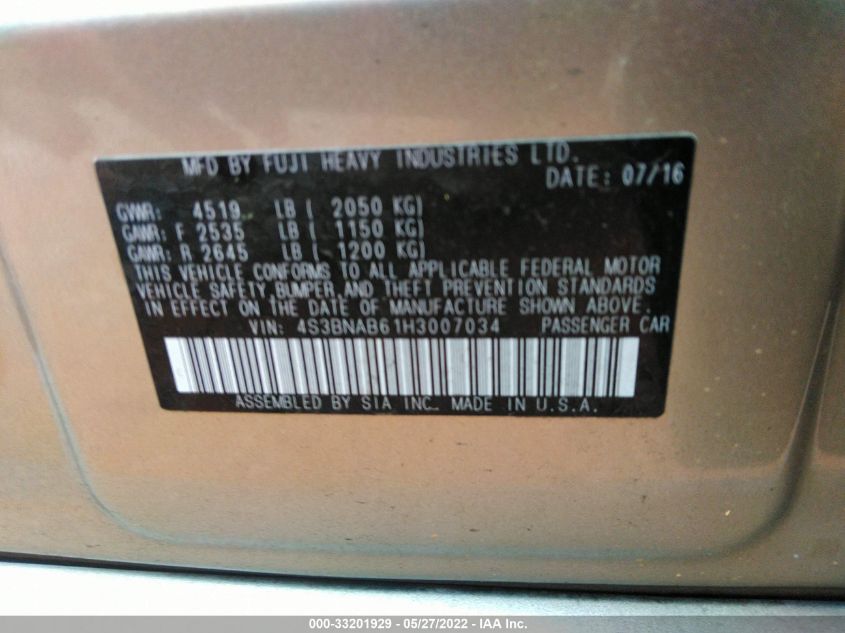 MFD BY FUJI HEAVY INDUSTRIES LTD.
DATE: 07/16
GVWR: 4519 LB ( 2050 KG)
GAWR: F 2535 LB ( 1150 KG)
GAWR: R 2645 LB ( 1200 KG)
THIS VEHICLE CONFORMS TO ALL APPLICABLE FEDERAL MOTOR
VEHICLE SAFETY, BUMPER, AND THEFT PREVENTION STANDARDS
IN EFFECT ON THE DATE OF MANUFACTURE SHOWN ABOVE.
VIN: 4S3BNAB61H3007034 PASSENGER CAR
ASSEMBLED BY SIA INC. MADE IN U.S.A.
000-33201929 - 05/27/2022 - IAA Inc.